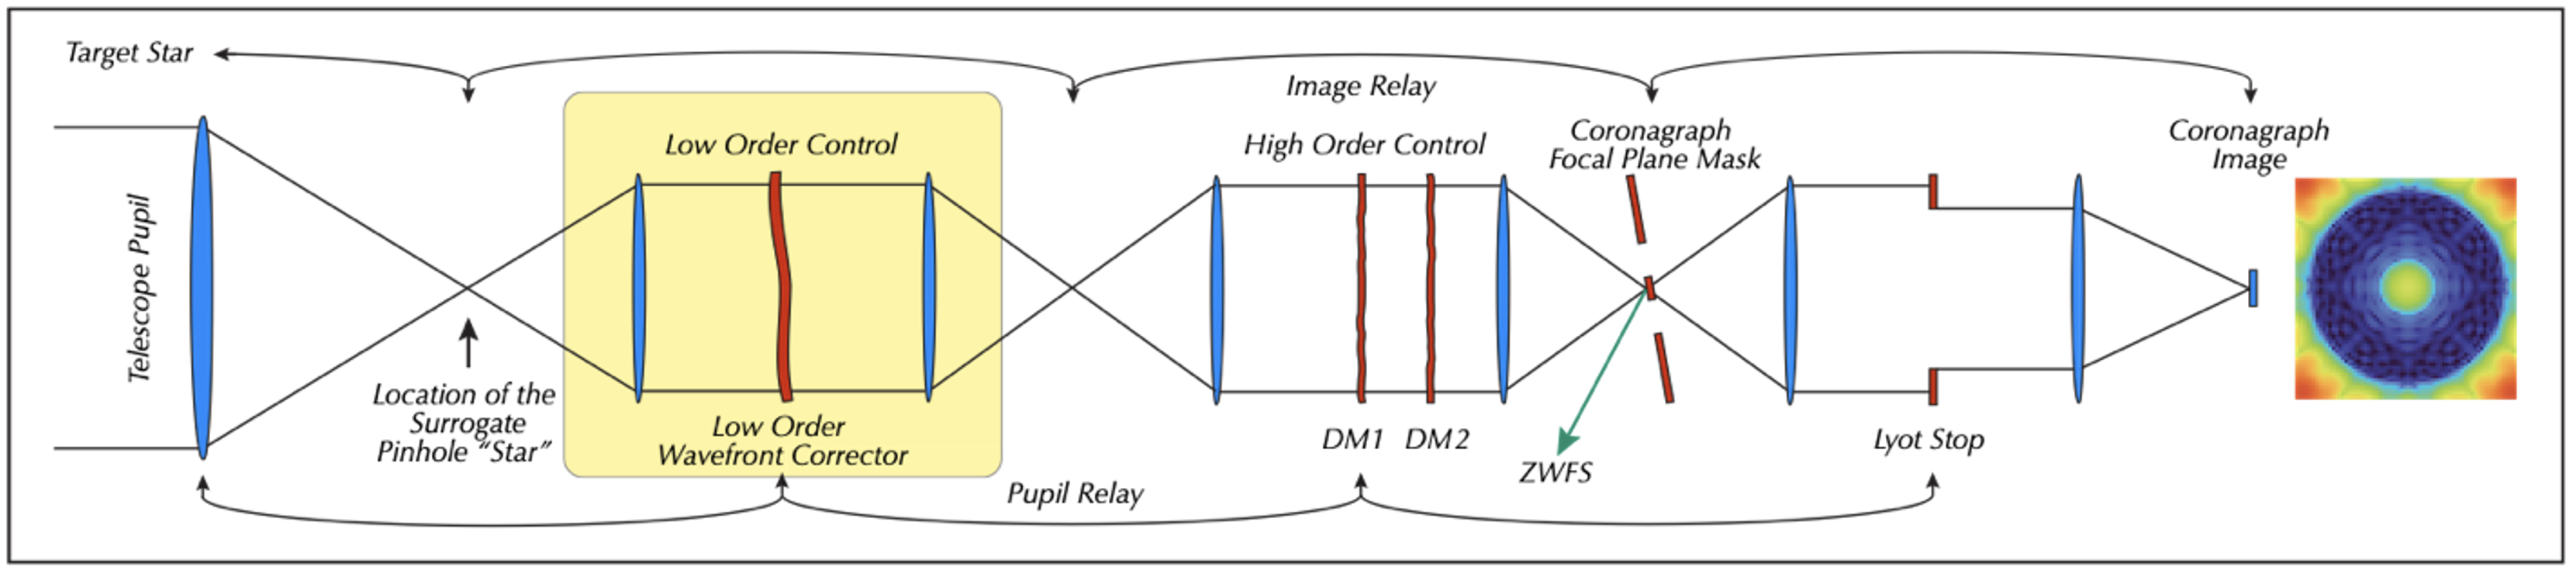 Target Star
Image Relay
Low Order Control
High Order Control
Coronagraph
Focal Plane Mask
Coronagraph
Image
Telescope Pupil
Location of the
Surrogate
Pinhole “Star”
Low Order
Wavefront Corrector
DM1
DM2
Lyot Stop
ZWFS
Pupil Relay